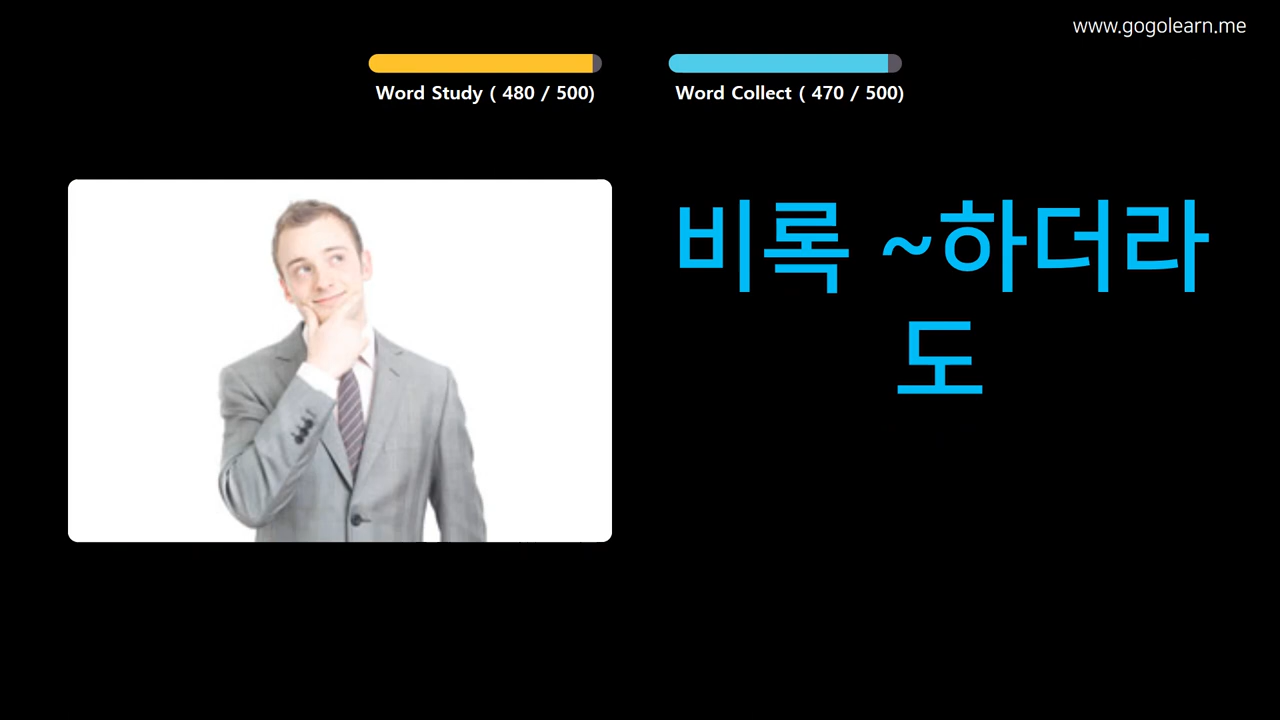 www.gogolearn.me
Word Study ( 480 / 500)
Word Collect ( 470 / 500)
비록 ~하더라
도